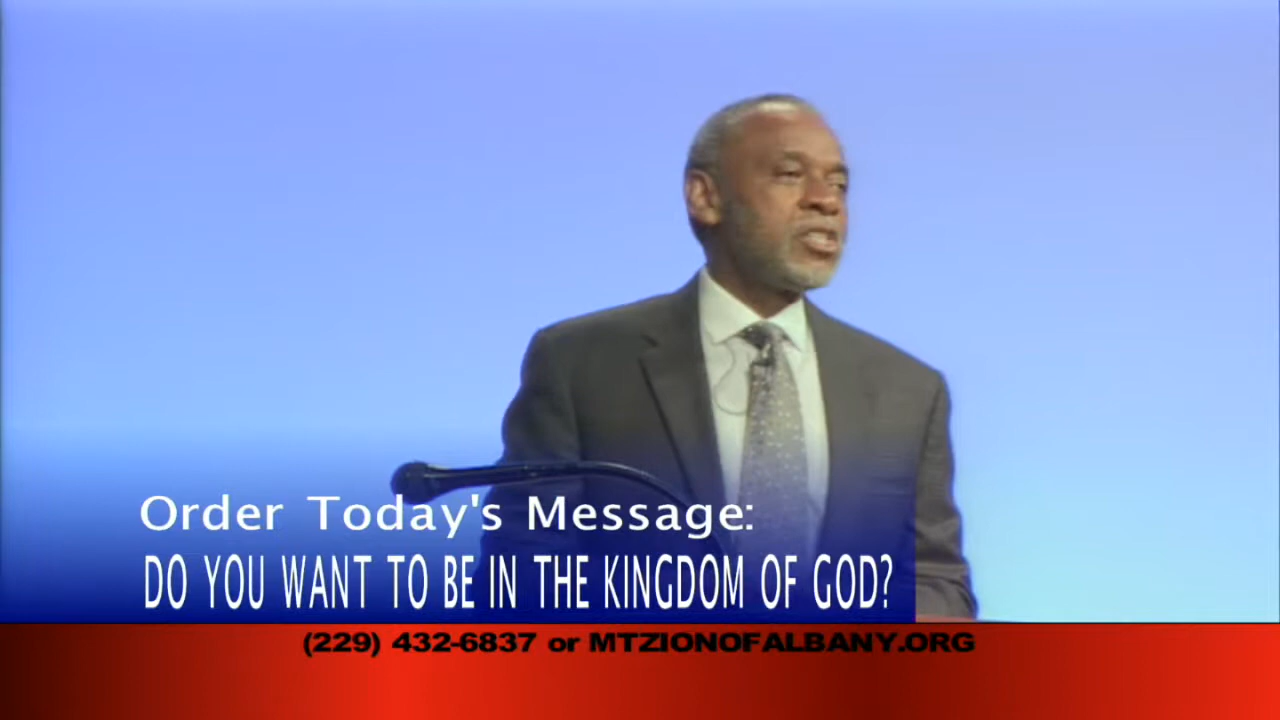 Order Today's Message:
DO YOU WANT TO BE IN THE KINGDOM OF GOD?
(229) 432-6837 or MTZIONOFALBANY.ORG